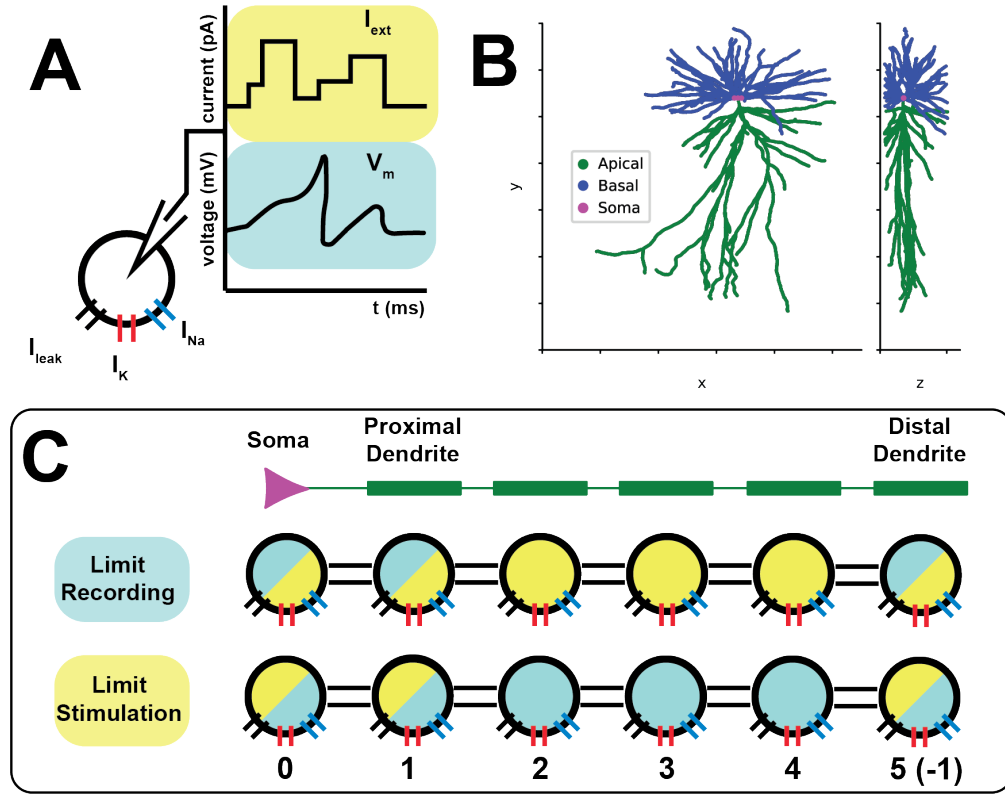 A
current (pA)
I_ext
voltage (mV)
V_m
t (ms)
I_leak
I_K
I_Na
B
y
Apical
Basal
Soma
x
z
C
Soma
Proximal
Dendrite
Distal
Dendrite
Limit
Recording
Limit
Stimulation
0 1 2 3 4 5 (-1)